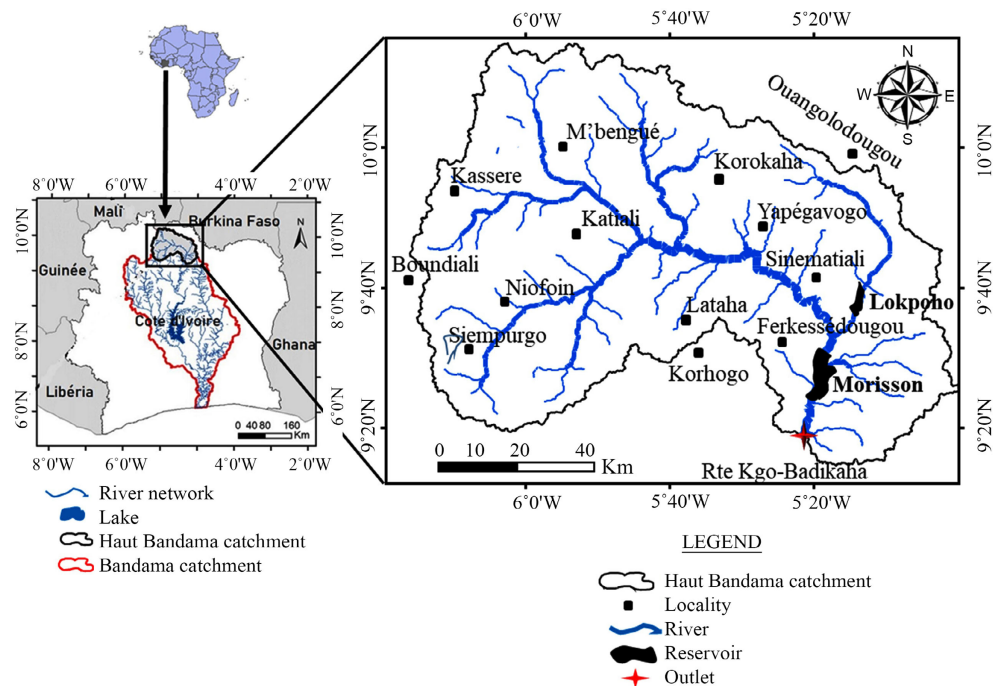 8°0'W 6°0'W 4°0'W 2°0'W
Malî
Burkina Faso
N
10°0'N
10°0'N
Guinée
8°0'N
8°0'N
Côte d'Ivoire
Ghana
Libéria
6°0'N
6°0'N
0 40 80 160
Km
8°0'W 6°0'W 4°0'W 2°0'W
River network
Lake
Haut Bandama catchment
Bandama catchment
6°0'W 5°40'W 5°20'W
N
W E
S
Ouangolodougou
10°0'N
10°0'N
M'bengué
Korokaha
Kassere
Katiali
Yapégavogo
Boundiali
Sinematiali
9°40'N
9°40'N
Niofoin
Lokpoho
Lataha
Ferkessédougou
Siempurgo
Korhogo
Morisson
9°20'N
9°20'N
0 10 20 40
Km
Rte Kgo-Badikaha
6°0'W 5°40'W 5°20'W
LEGEND
Haut Bandama catchment
Locality
River
Reservoir
Outlet